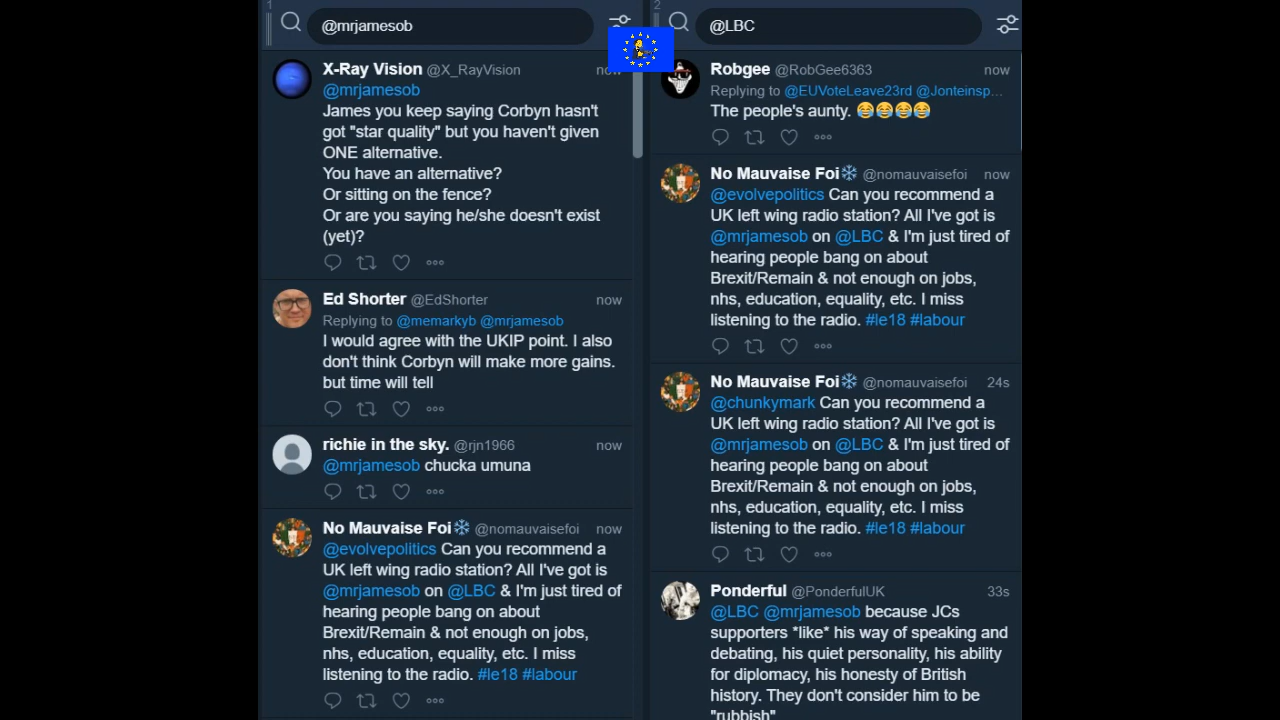 1
@mrjamesob
X-Ray Vision @X_RayVision now
@mrjamesob
James you keep saying Corbyn hasn't
got "star quality" but you haven't given
ONE alternative.
You have an alternative?
Or sitting on the fence?
Or are you saying he/she doesn't exist
(yet)?
Ed Shorter @EdShorter now
Replying to @memarkyb @mrjamesob
I would agree with the UKIP point. I also
don't think Corbyn will make more gains.
but time will tell
richie in the sky. @rjn1966 now
@mrjamesob chucka umuna
No Mauvaise Foi❄ @nomauvaisefoi now
@evolvepolitics Can you recommend a
UK left wing radio station? All I've got is
@mrjamesob on @LBC & I'm just tired of
hearing people bang on about
Brexit/Remain & not enough on jobs,
nhs, education, equality, etc. I miss
listening to the radio. #le18 #labour
2
@LBC
Robgee @RobGee6363 now
Replying to @EUVoteLeave23rd @Jonteinsp...
The people's aunty. 😂😂😂😂
No Mauvaise Foi❄ @nomauvaisefoi now
@evolvepolitics Can you recommend a
UK left wing radio station? All I've got is
@mrjamesob on @LBC & I'm just tired of
hearing people bang on about
Brexit/Remain & not enough on jobs,
nhs, education, equality, etc. I miss
listening to the radio. #le18 #labour
No Mauvaise Foi❄ @nomauvaisefoi 24s
@chunkymark Can you recommend a
UK left wing radio station? All I've got is
@mrjamesob on @LBC & I'm just tired of
hearing people bang on about
Brexit/Remain & not enough on jobs,
nhs, education, equality, etc. I miss
listening to the radio. #le18 #labour
Ponderful @PonderfulUK 33s
@LBC @mrjamesob because JCs
supporters *like* his way of speaking and
debating, his quiet personality, his ability
for diplomacy, his honesty of British
history. They don't consider him to be
"rubbish"